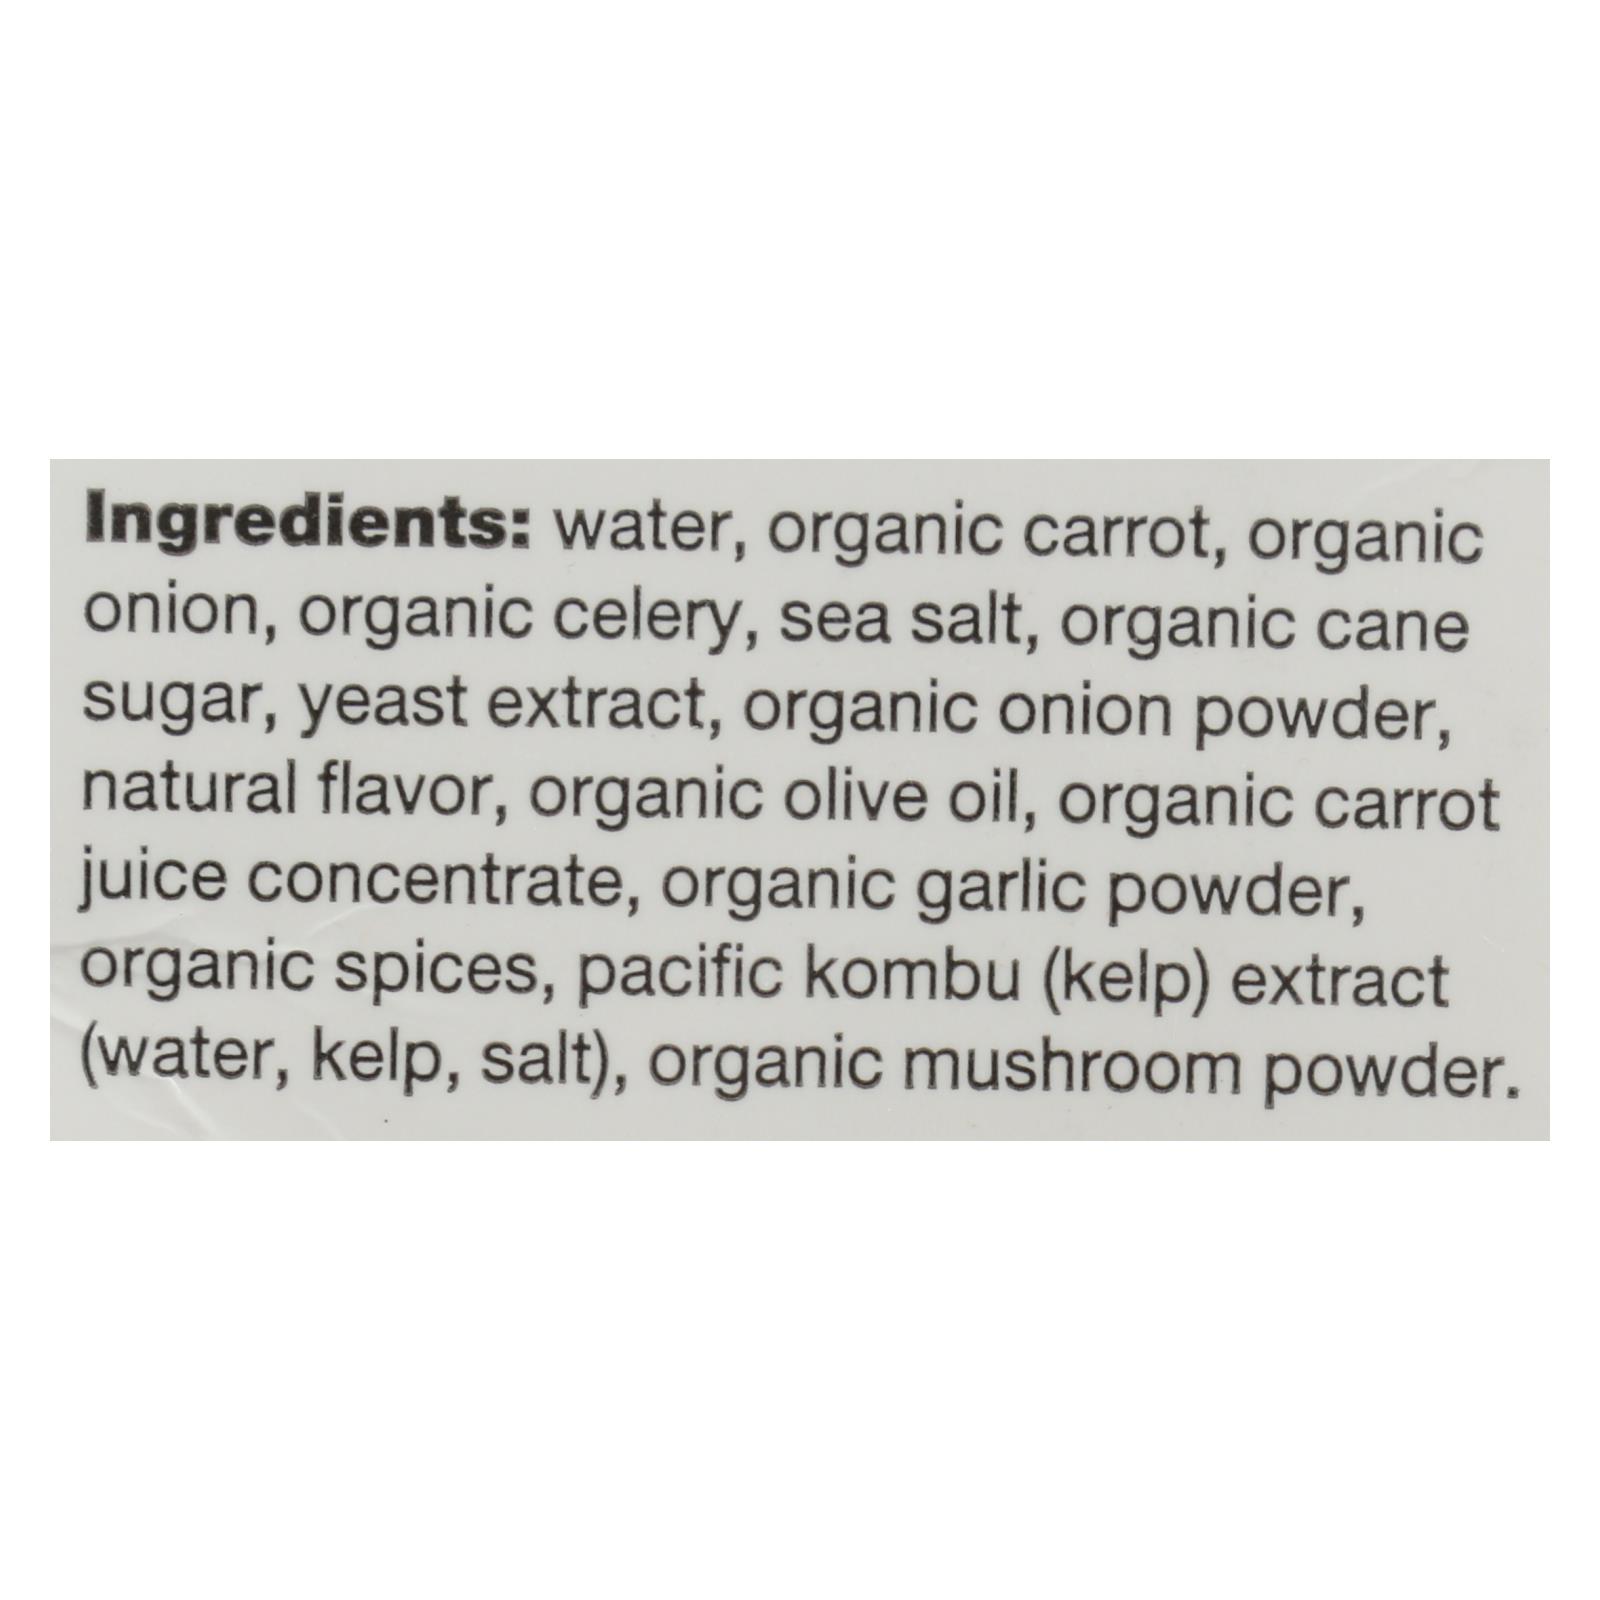 Ingredients: water, organic carrot, organic
onion, organic celery, sea salt, organic cane
sugar, yeast extract, organic onion powder,
natural flavor, organic olive oil, organic carrot
juice concentrate, organic garlic powder,
organic spices, pacific kombu (kelp) extract
(water, kelp, salt), organic mushroom powder.